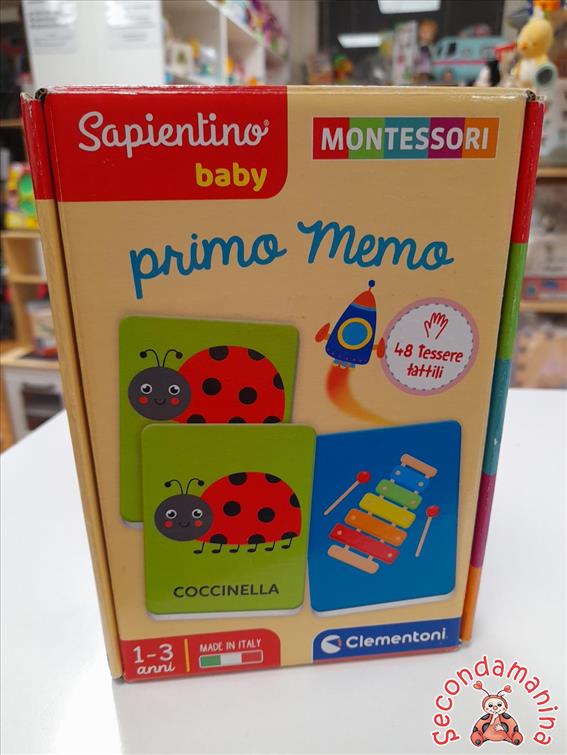 Sapientino®
baby
MONTESSORI
primo Memo
48 Tessere
tattili
COCCINELLA
1-3
anni
MADE IN ITALY
Clementoni
Secondamanina